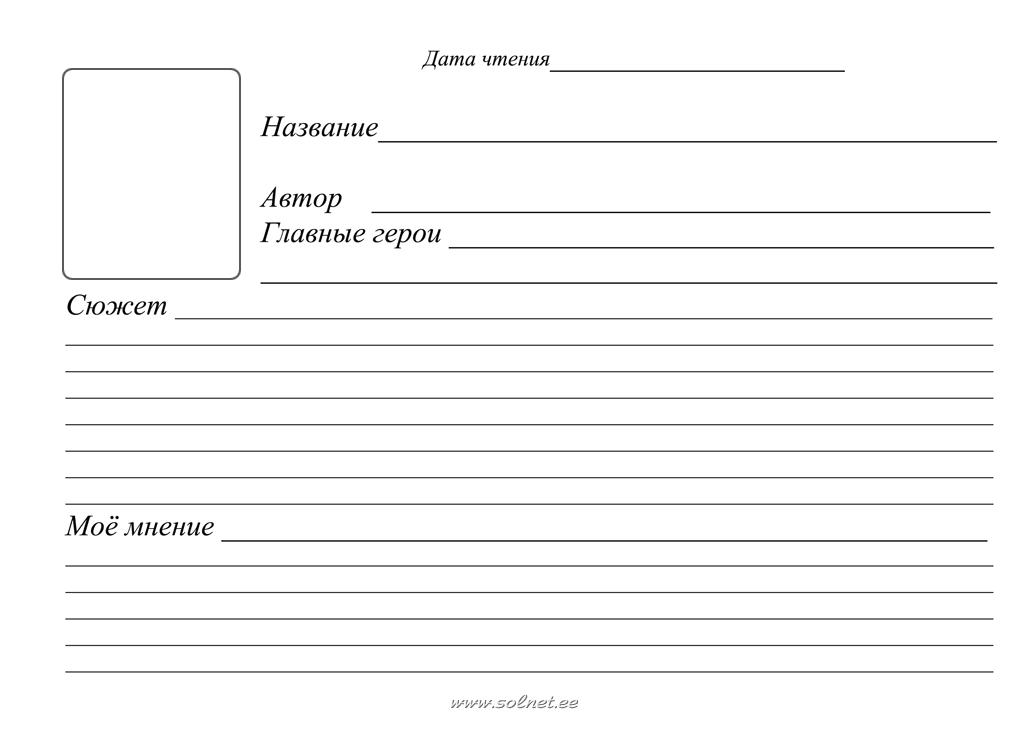 Дата чтения
Название
Автор
Главные герои
Сюжет
Моё мнение
www.solnet.ee